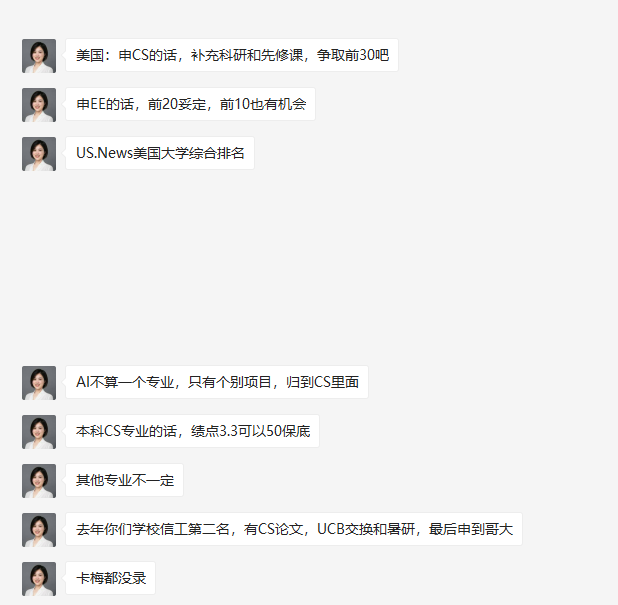 美国：申CS的话，补充科研和先修课，争取前30吧
申EE的话，前20妥定，前10也有机会
US.News美国大学综合排名
AI不算一个专业，只有个别项目，归到CS里面
本科CS专业的话，绩点3.3可以50保底
其他专业不一定
去年你们学校信工第二名，有CS论文，UCB交换和暑研，最后申到哥大
卡梅都没录